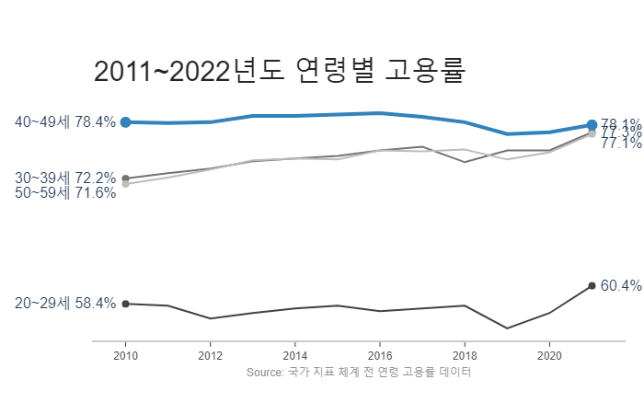 2011~2022년도 연령별 고용률
40~49세 78.4%
78.1%
77.3%
77.1%
30~39세 72.2%
50~59세 71.6%
60.4%
20~29세 58.4%
2010 2012 2014 2016 2018 2020
Source: 국가 지표 체계 전 연령 고용률 데이터